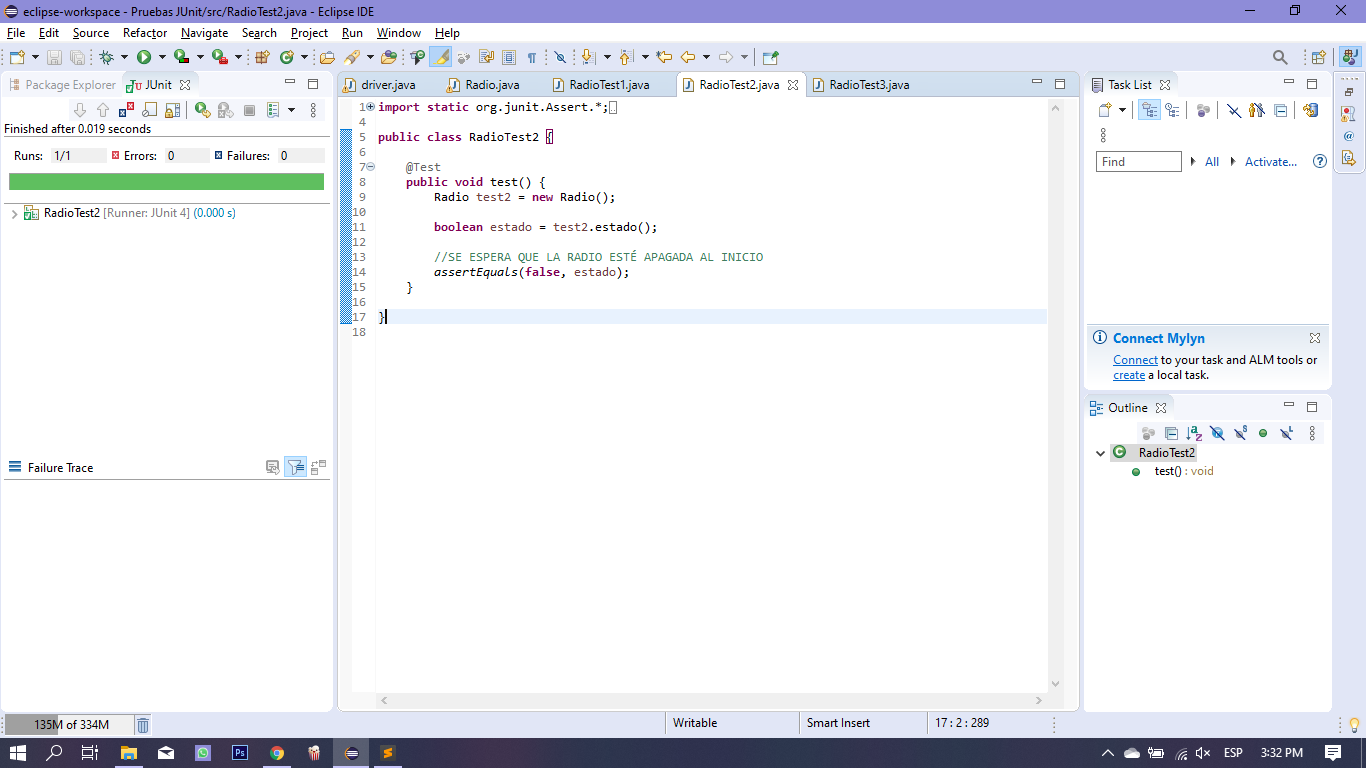 eclipse-workspace - Pruebas JUnit/src/RadioTest2.java - Eclipse IDE
File Edit Source Refactor Navigate Search Project Run Window Help
Package Explorer JUnit
Finished after 0.019 seconds
Runs: 1/1 Errors: 0 Failures: 0
RadioTest2 [Runner: JUnit 4] (0.000 s)
Failure Trace
driver.java Radio.java RadioTest1.java RadioTest2.java RadioTest3.java
1 import static org.junit.Assert.*;
4
5 public class RadioTest2 {
6
7 @Test
8 public void test() {
9 Radio test2 = new Radio();
10
11 boolean estado = test2.estado();
12
13 //SE ESPERA QUE LA RADIO ESTÉ APAGADA AL INICIO
14 assertEquals(false, estado);
15 }
16
17 }
18
Task List
Find All Activate...
Connect Mylyn
Connect to your task and ALM tools or
create a local task.
Outline
RadioTest2
test() : void
135M of 334M
Writable Smart Insert 17 : 2 : 289
Ps
ESP 3:32 PM